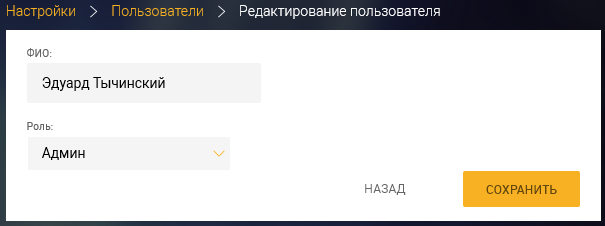 Настройки > Пользователи > Редактирование пользователя
ФИО:
Эдуард Тычинский
Роль:
Админ
НАЗАД СОХРАНИТЬ